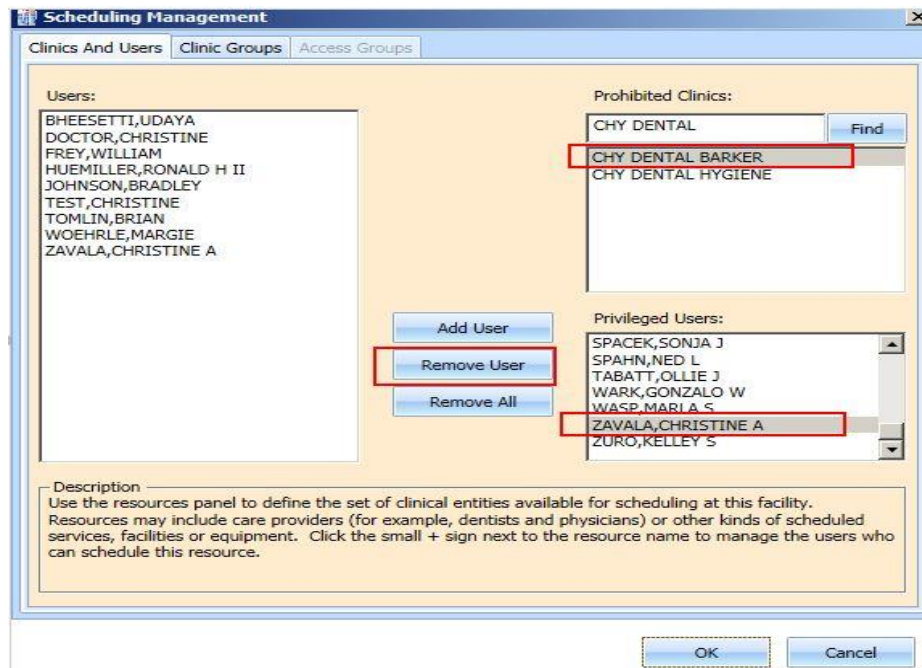 Scheduling Management
Clinics And Users Clinic Groups Access Groups
Users:
BHEESETTI,UDAYA
DOCTOR,CHRISTINE
FREY,WILLIAM
HUEMILLER,RONALD H II
JOHNSON,BRADLEY
TEST,CHRISTINE
TOMLIN,BRIAN
WOEHRLE,MARGIE
ZAVALA,CHRISTINE A
Add User
Remove User
Remove All
Prohibited Clinics:
CHY DENTAL Find
CHY DENTAL BARKER
CHY DENTAL HYGIENE
Privileged Users:
SPACEK,SONJA J
SPAHN,NED L
TABATT,OLLIE J
WARK,GONZALO W
WASP,MARLA S
ZAVALA,CHRISTINE A
ZURO,KELLEY S
Description
Use the resources panel to define the set of clinical entities available for scheduling at this facility.
Resources may include care providers (for example, dentists and physicians) or other kinds of scheduled
services, facilities or equipment. Click the small + sign next to the resource name to manage the users who
can schedule this resource.
OK Cancel